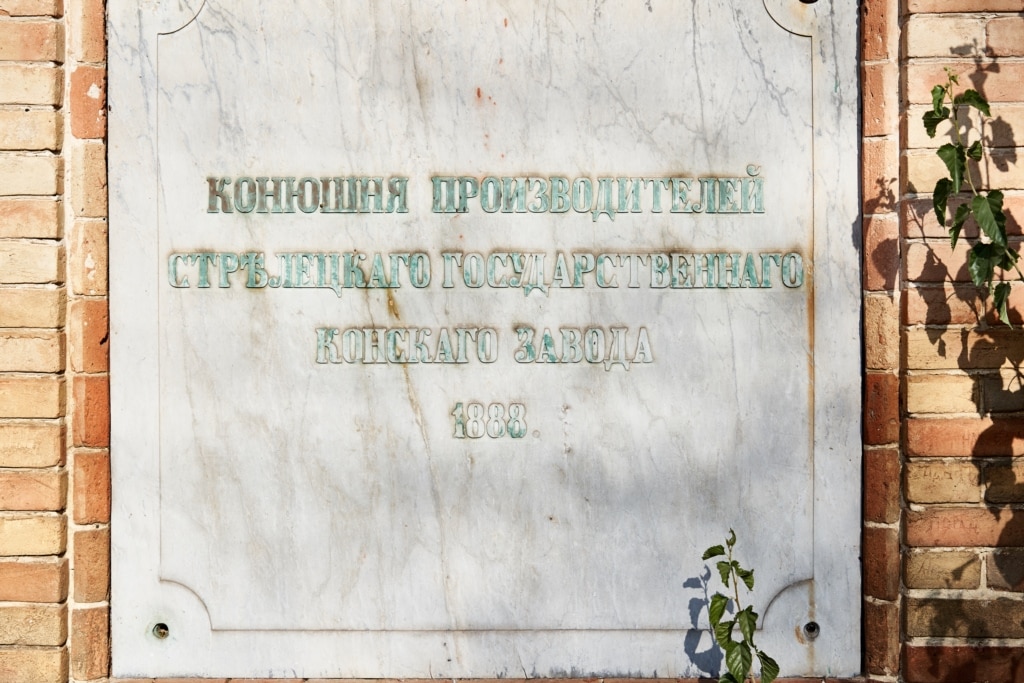 КОНЮШНЯ ПРОИЗВОДИТЕЛЕЙ
СТРѢЛЕЦКАГО ГОСУДАРСТВЕННАГО
КОНСКАГО ЗАВОДА
1888.